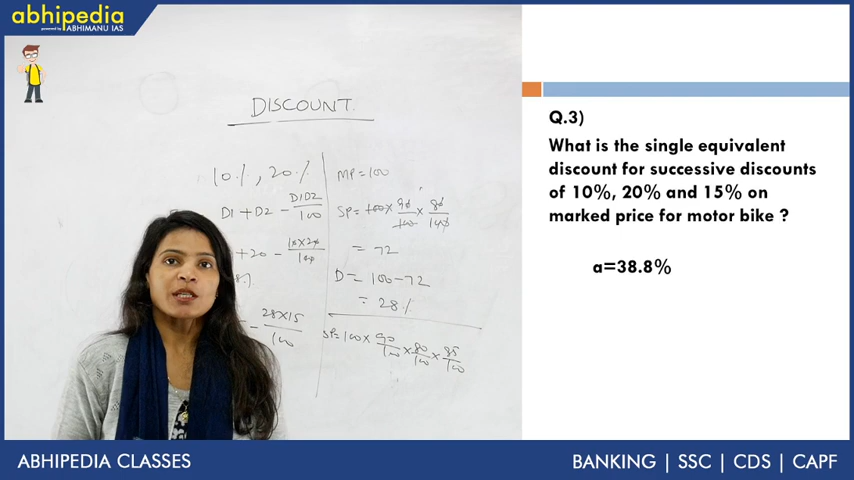 abhipedia
powered by ABHIMANU IAS
DISCOUNT.
10%, 20%
D1 + D2 - D1D2/100
+ 20 - 10×20/100
8%)
- 28×15/100
MP = 100
SP = 100 × 90/100 × 80/100
= 72
D = 100 - 72
= 28%
SP = 100 × 90/100 × 80/100 × 85/100
Q.3)
What is the single equivalent
discount for successive discounts
of 10%, 20% and 15% on
marked price for motor bike ?
a=38.8%
ABHIPEDIA CLASSES
BANKING | SSC | CDS | CAPF